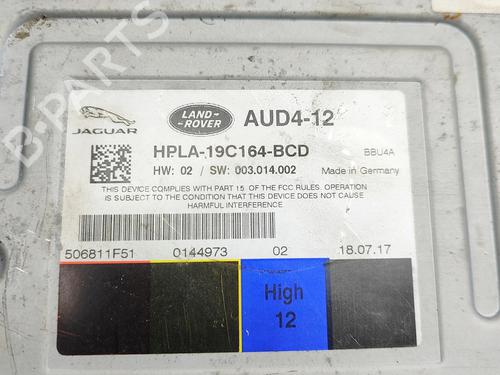 B-PARTS
JAGUAR
LAND-
ROVER
AUD4-12
HPLA-19C164-BCD
BBU4A
HW: 02 / SW: 003.014.002
Made in Germany
THIS DEVICE COMPLIES WITH PART 15 OF THE FCC RULES. OPERATION
IS SUBJECT TO THE CONDITION THAT THIS DEVICE DOES NOT CAUSE
HARMFUL INTERFERENCE
506811F51 0144973 02 18.07.17
High
12